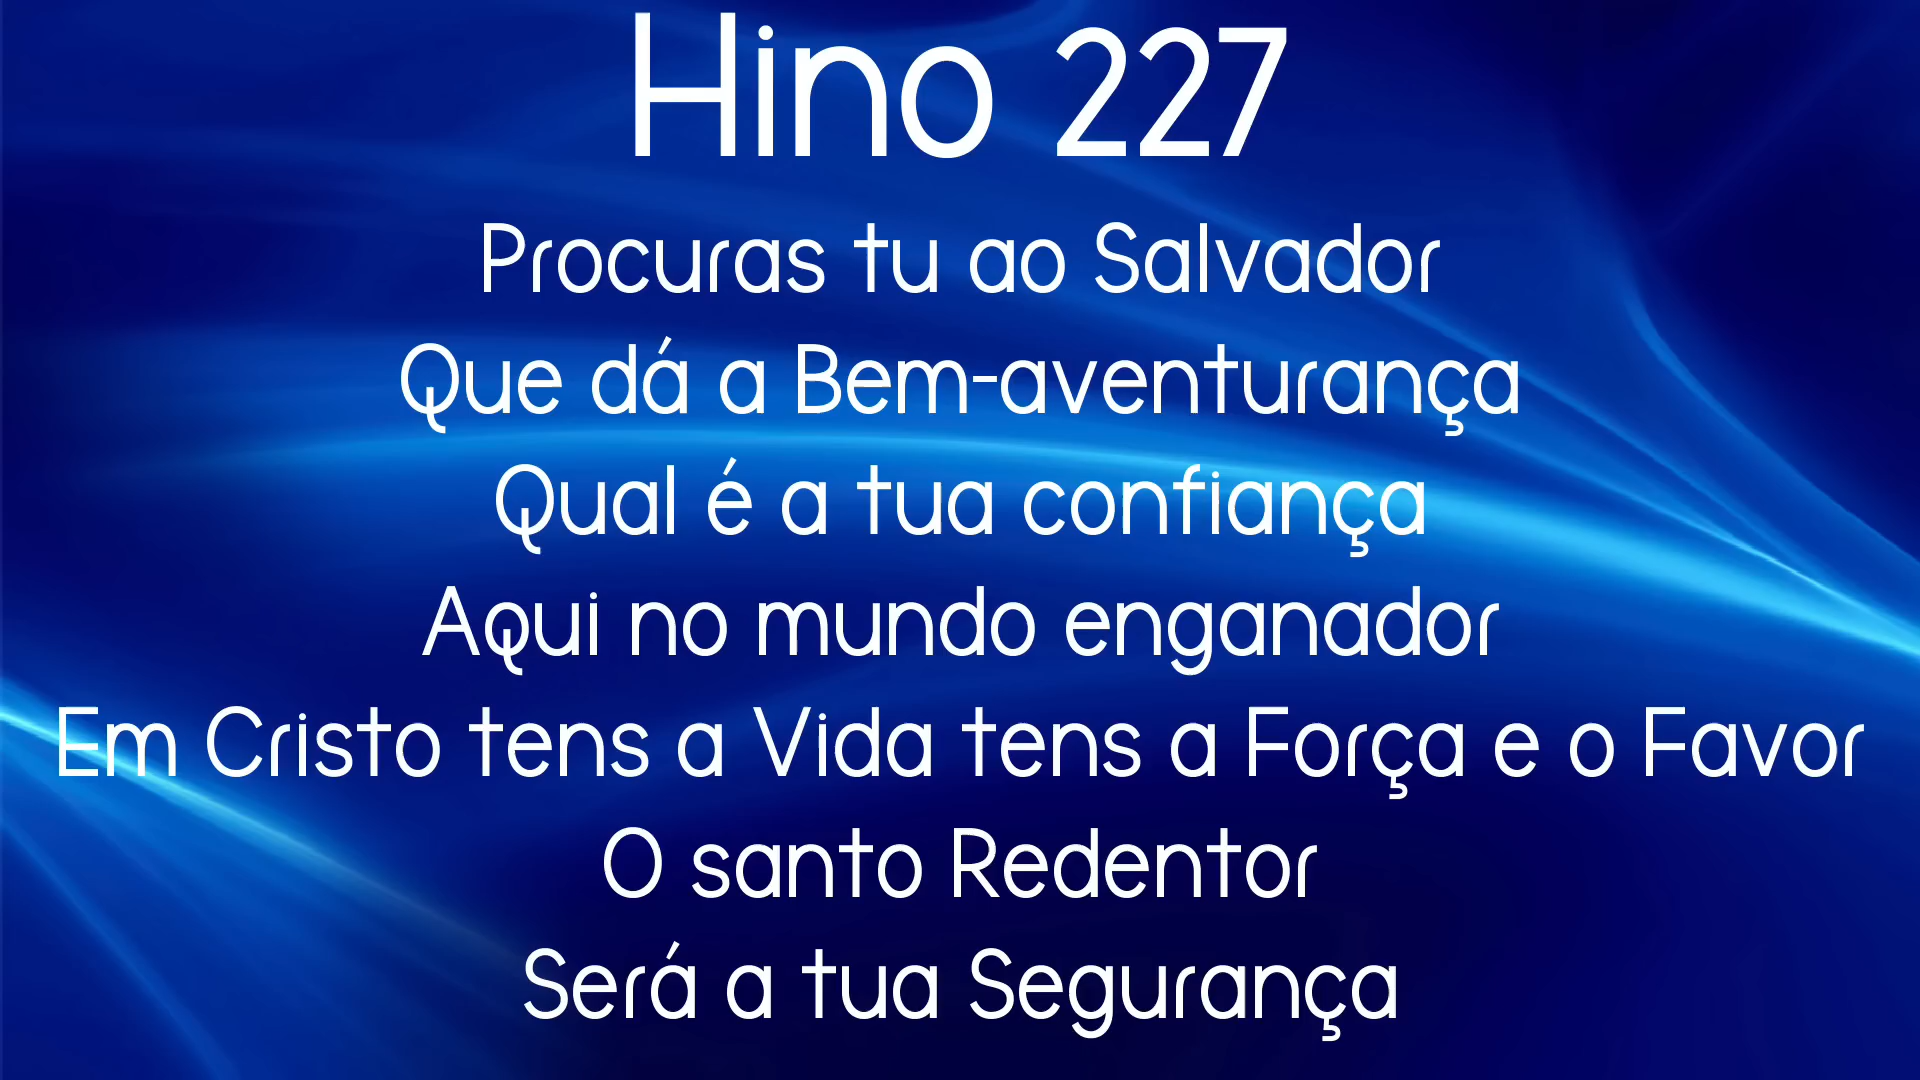 Hino 227
Procuras tu ao Salvador
Que dá a Bem-aventurança
Qual é a tua confiança
Aqui no mundo enganador
Em Cristo tens a Vida tens a Força e o Favor
O santo Redentor
Será a tua Segurança